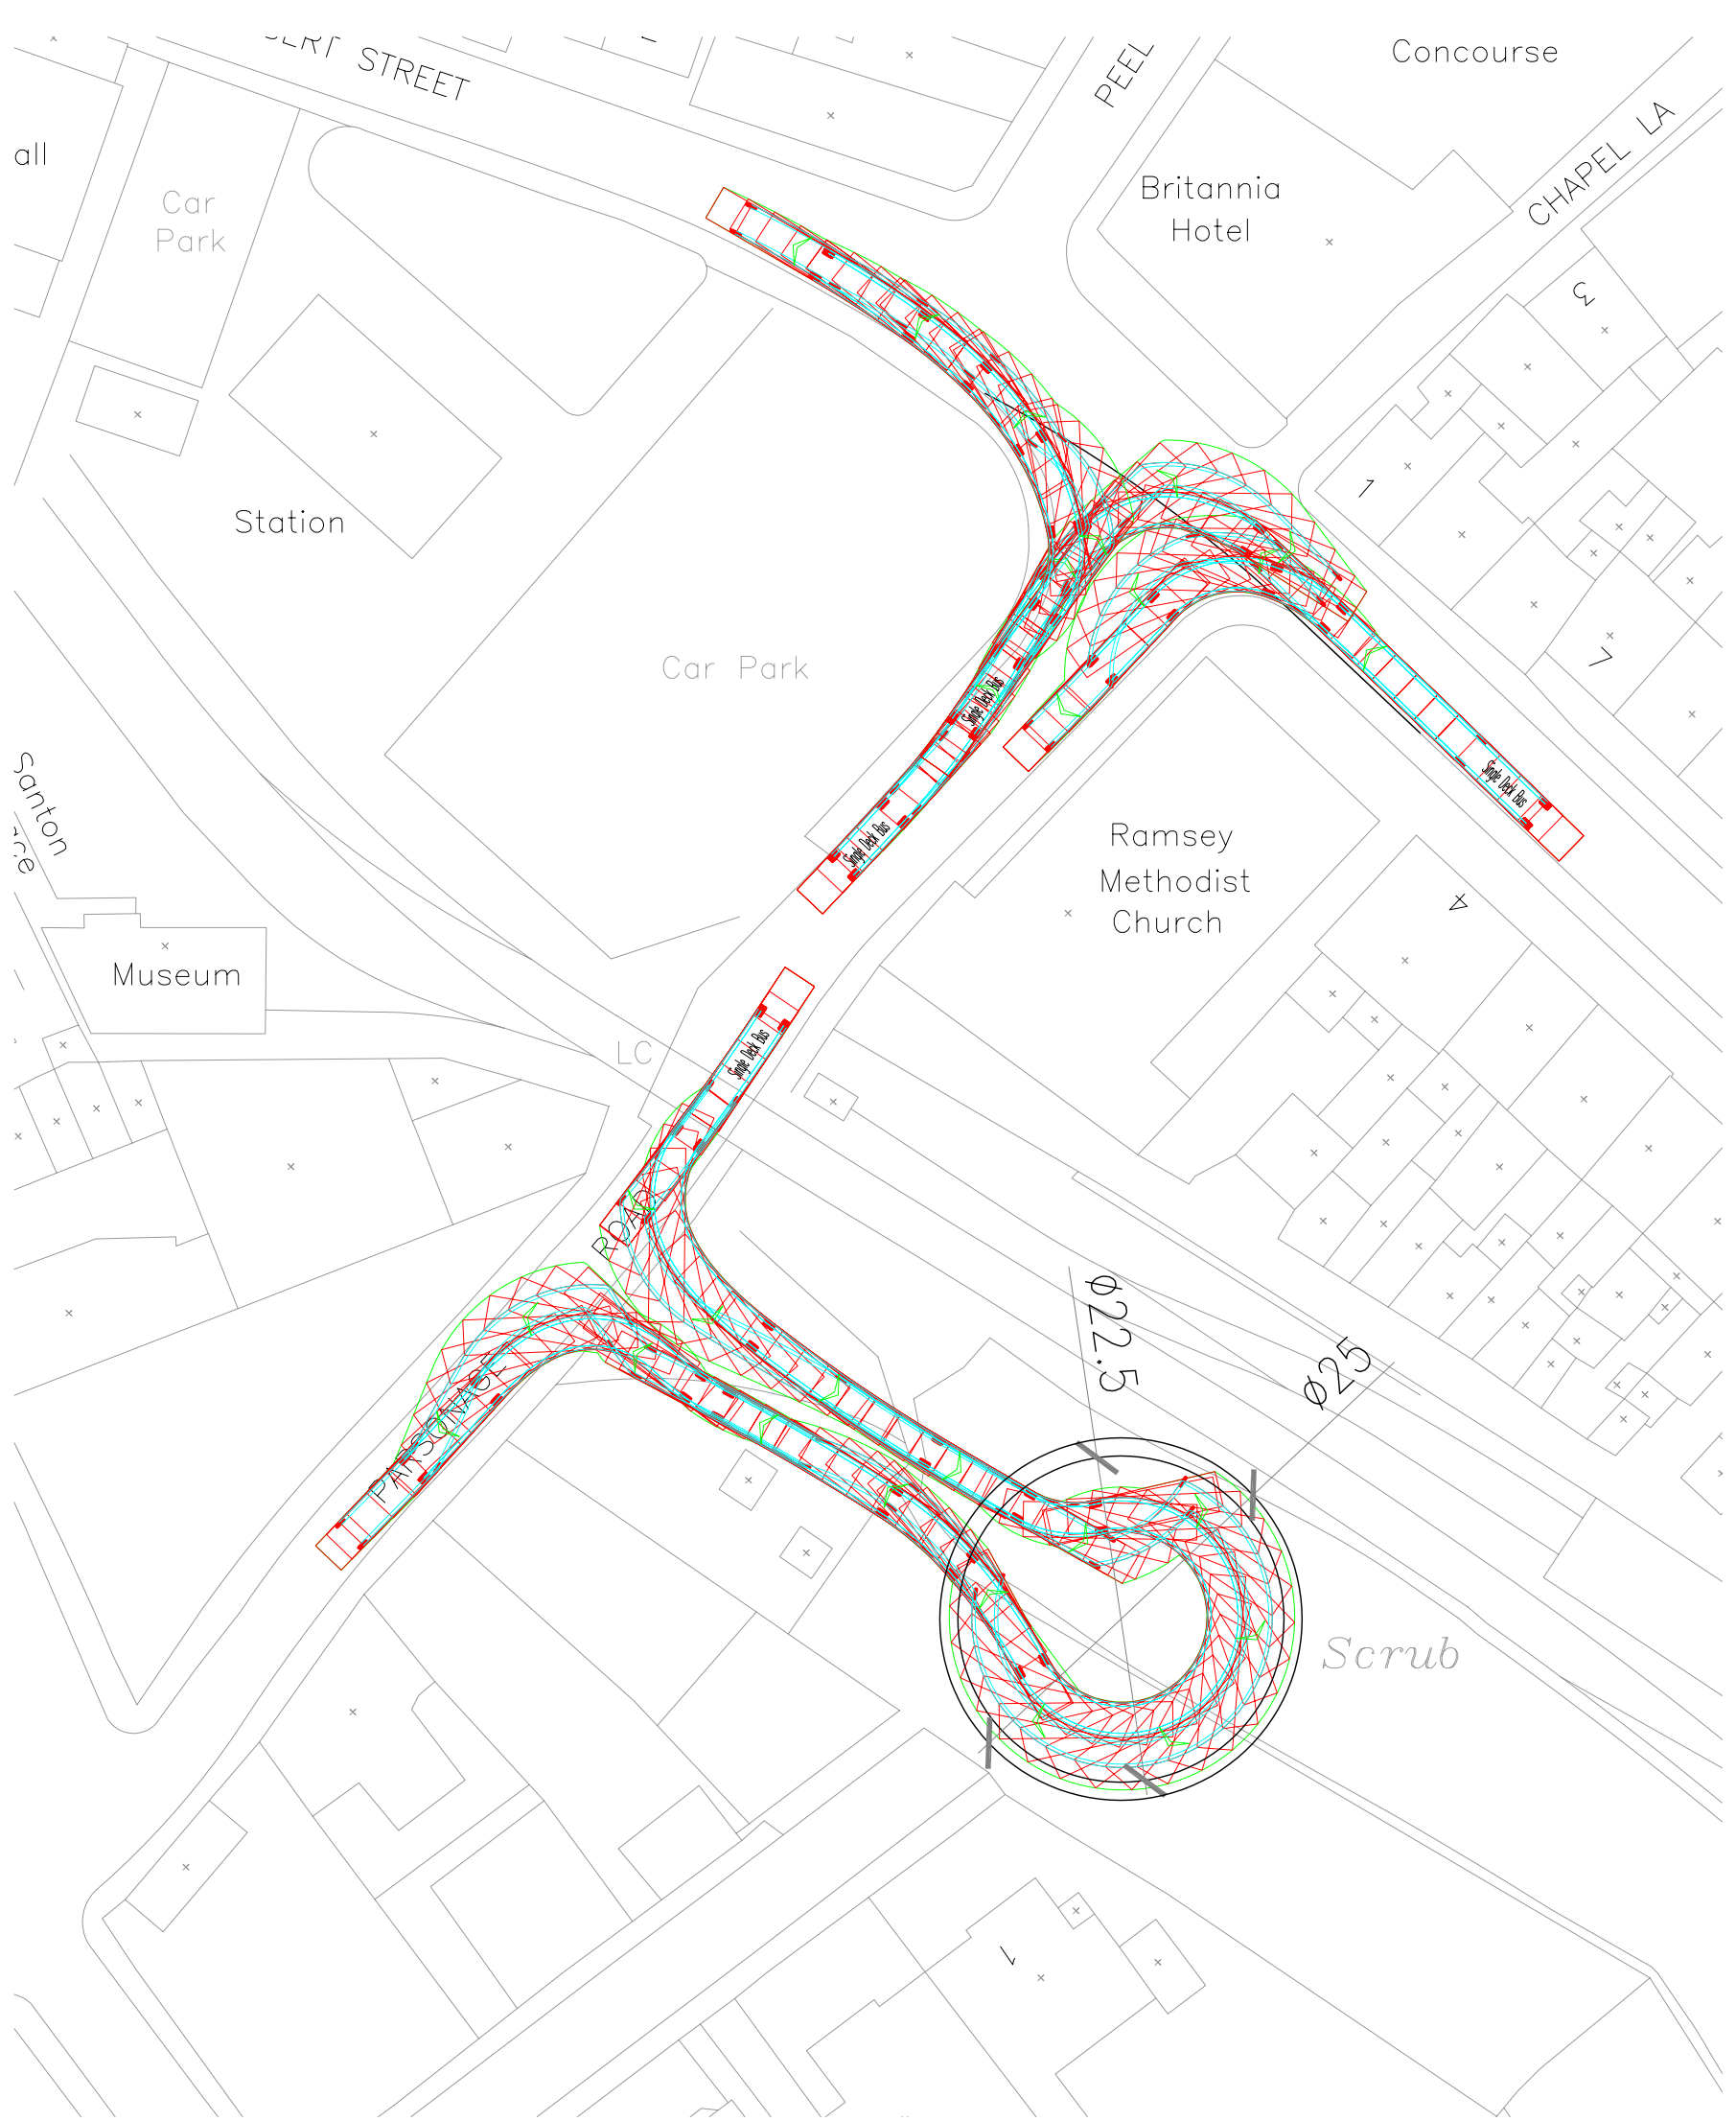 STREET
PEEL
Concourse
CHAPEL LA
all
Car
Park
Britannia
Hotel
3
1
7
Station
Car Park
Single Deck Bus
Single Deck Bus
Single Deck Bus
Santon
Ramsey
Methodist
Church
4
Museum
LC
Single Deck Bus
ROAD
PARSONAGE
ø22.5
ø25
Scrub
1